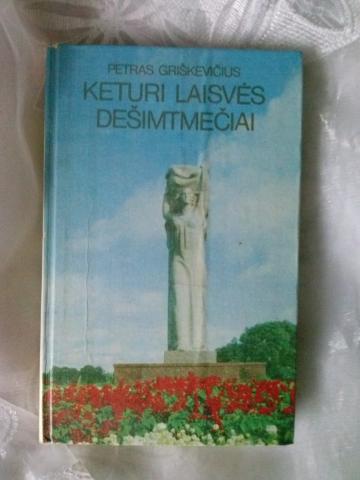 PETRAS GRIŠKEVIČIUS
KETURI LAISVĖS
DEŠIMTMEČIAI